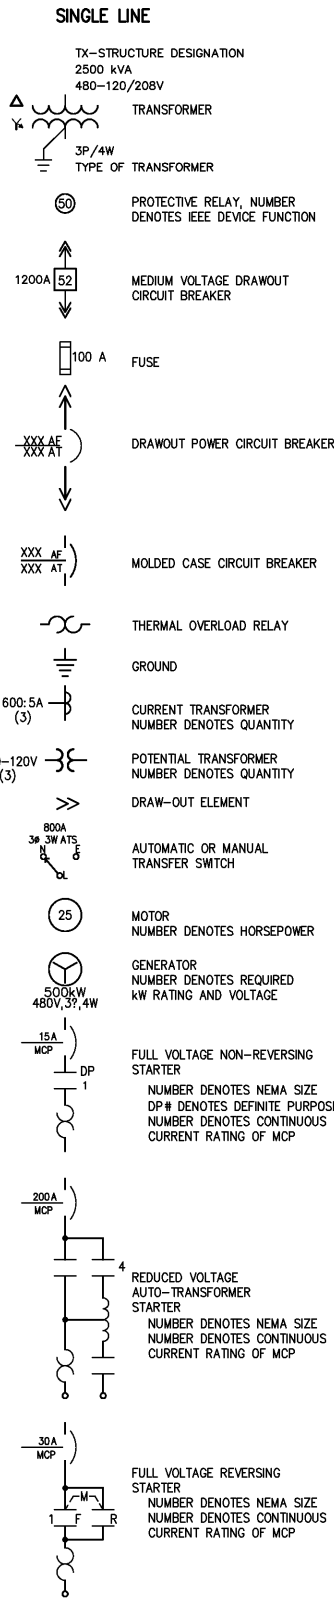 SINGLE LINE
TX-STRUCTURE DESIGNATION
2500 kVA
480-120/208V
TRANSFORMER
3P/4W
TYPE OF TRANSFORMER
50
PROTECTIVE RELAY, NUMBER
DENOTES IEEE DEVICE FUNCTION
1200A 52
MEDIUM VOLTAGE DRAWOUT
CIRCUIT BREAKER
100 A
FUSE
XXX AF
XXX AT
DRAWOUT POWER CIRCUIT BREAKER
XXX AF
XXX AT
MOLDED CASE CIRCUIT BREAKER
THERMAL OVERLOAD RELAY
GROUND
600:5A
(3)
CURRENT TRANSFORMER
NUMBER DENOTES QUANTITY
-120V
(3)
POTENTIAL TRANSFORMER
NUMBER DENOTES QUANTITY
DRAW-OUT ELEMENT
800A
3ø 3W ATS
N E
L
AUTOMATIC OR MANUAL
TRANSFER SWITCH
25
MOTOR
NUMBER DENOTES HORSEPOWER
GENERATOR
NUMBER DENOTES REQUIRED
kW RATING AND VOLTAGE
500kW
480V,3?,4W
15A
MCP
DP
1
FULL VOLTAGE NON-REVERSING
STARTER
NUMBER DENOTES NEMA SIZE
DP# DENOTES DEFINITE PURPOSE
NUMBER DENOTES CONTINUOUS
CURRENT RATING OF MCP
200A
MCP
4
REDUCED VOLTAGE
AUTO-TRANSFORMER
STARTER
NUMBER DENOTES NEMA SIZE
NUMBER DENOTES CONTINUOUS
CURRENT RATING OF MCP
30A
MCP
M
1 F R
FULL VOLTAGE REVERSING
STARTER
NUMBER DENOTES NEMA SIZE
NUMBER DENOTES CONTINUOUS
CURRENT RATING OF MCP